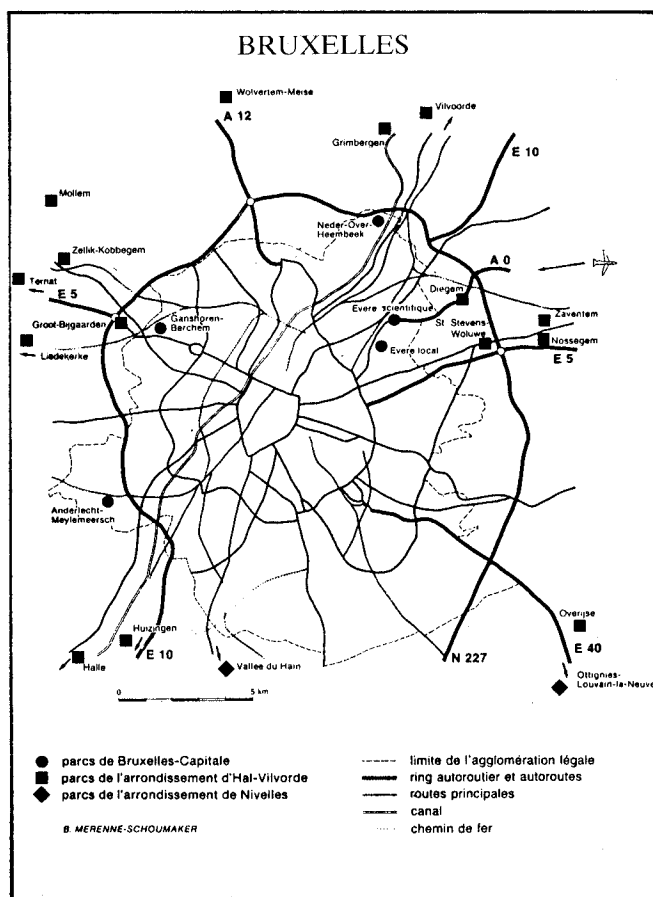 BRUXELLES
Wolvertem-Meise
A 12
Vilvoorde
Grimbergen
E 10
Mollem
Neder-Over-
Heembeek
Zellik-Kobbegem
A 0
Ternat
E 5
Diegem
Evere scientifique
Zaventem
Groot-Bijgaarden
Ganshoren-
Berchem
St Stevens-
Woluwe
Nossegem
Liedekerke
Evere local
E 5
Anderlecht-
Meylemeersch
Huizingen
Overijse
Halle
E 10
Vallée du Hain
N 227
E 40
Ottignies-
Louvain-la-Neuve
0
5 km
parcs de Bruxelles-Capitale
parcs de l'arrondissement d'Hal-Vilvorde
parcs de l'arrondissement de Nivelles
B. MERENNE-SCHOUMAKER
limite de l'agglomération légale
ring autoroutier et autoroutes
routes principales
canal
chemin de fer